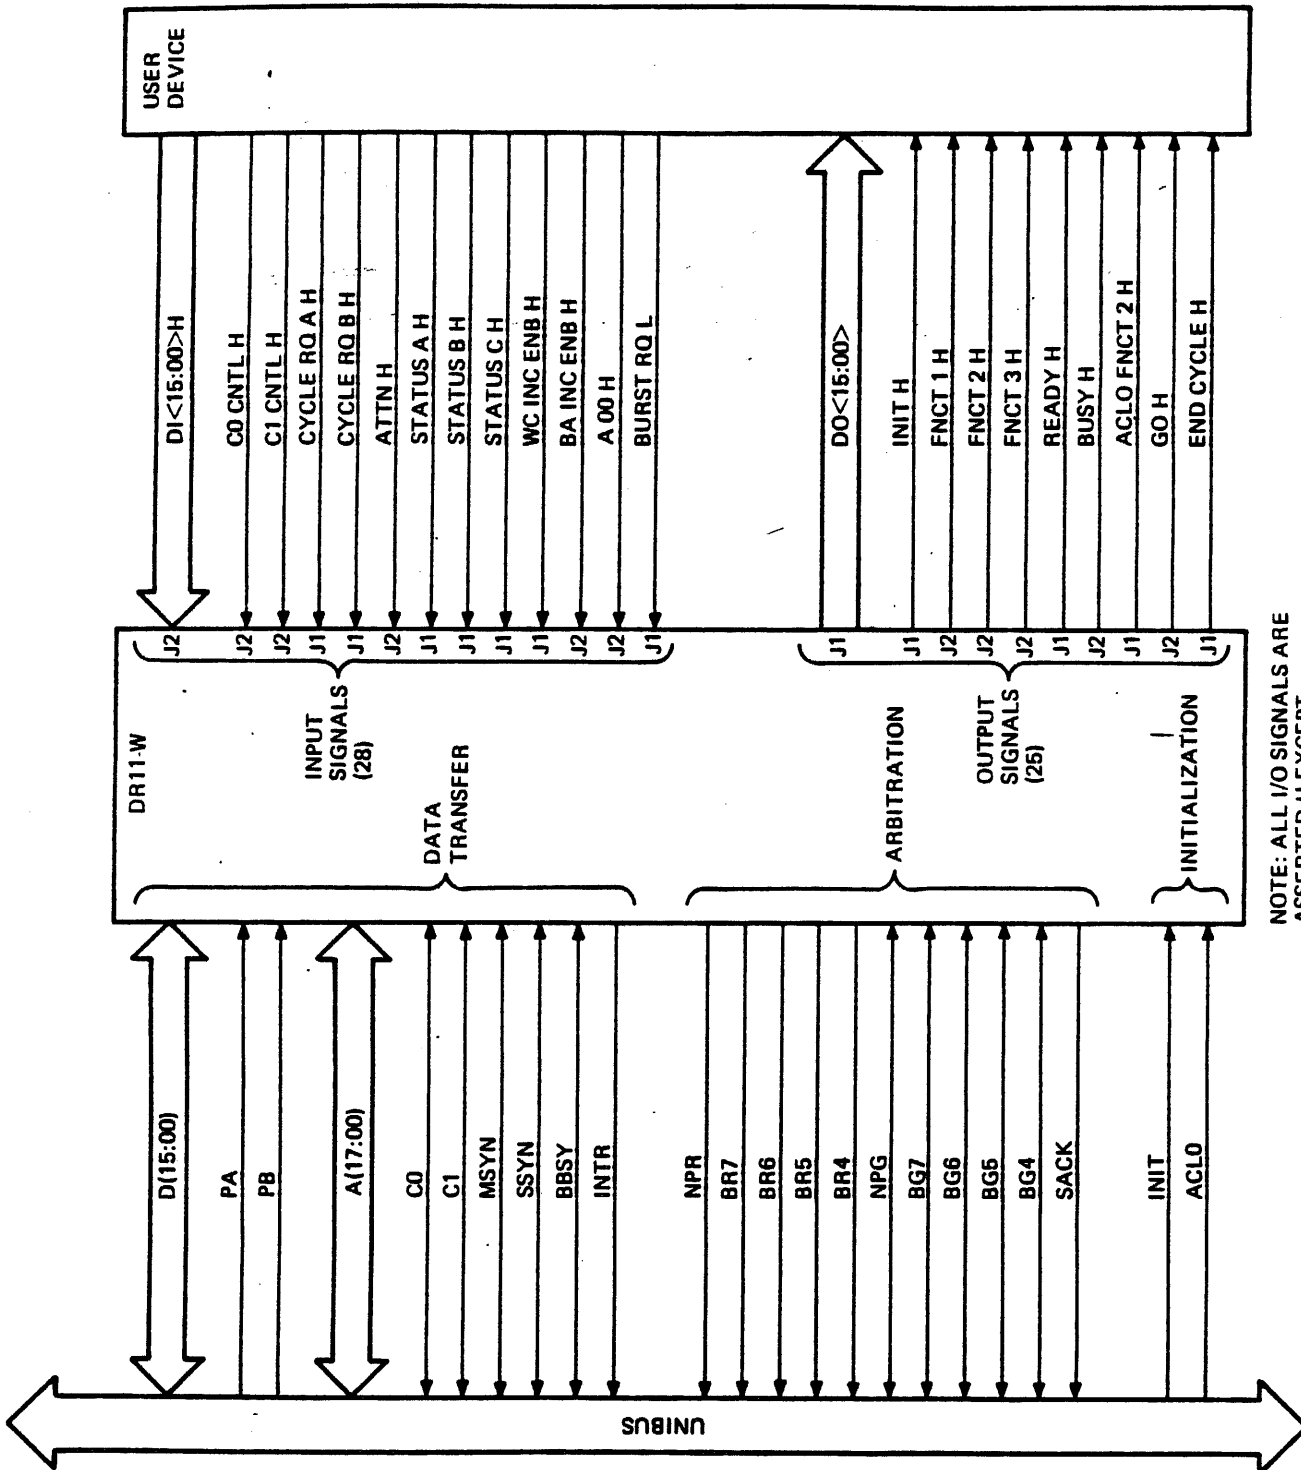 USER
DEVICE
DI<15:00>H
C0 CNTL H
C1 CNTL H
CYCLE RQ A H
CYCLE RQ B H
ATTN H
STATUS A H
STATUS B H
STATUS C H
WC INC ENB H
BA INC ENB H
A 00 H
BURST RQ L
DO<15:00>
INIT H
FNCT 1 H
FNCT 2 H
FNCT 3 H
READY H
BUSY H
ACLO FNCT 2 H
GO H
END CYCLE H
DR11-W
J2
J2
J2
J1
J1
J2
J1
J1
J1
J1
J2
J2
J1
INPUT
SIGNALS
(28)
J1
J1
J2
J2
J2
J1
J2
J1
J2
J1
OUTPUT
SIGNALS
(25)
DATA
TRANSFER
ARBITRATION
INITIALIZATION
D(15:00)
PA
PB
A(17:00)
C0
C1
MSYN
SSYN
BBSY
INTR
NPR
BR7
BR6
BR5
BR4
NPG
BG7
BG6
BG5
BG4
SACK
INIT
ACLO
UNIBUS
NOTE: ALL I/O SIGNALS ARE
ASSERTED H EXCEPT